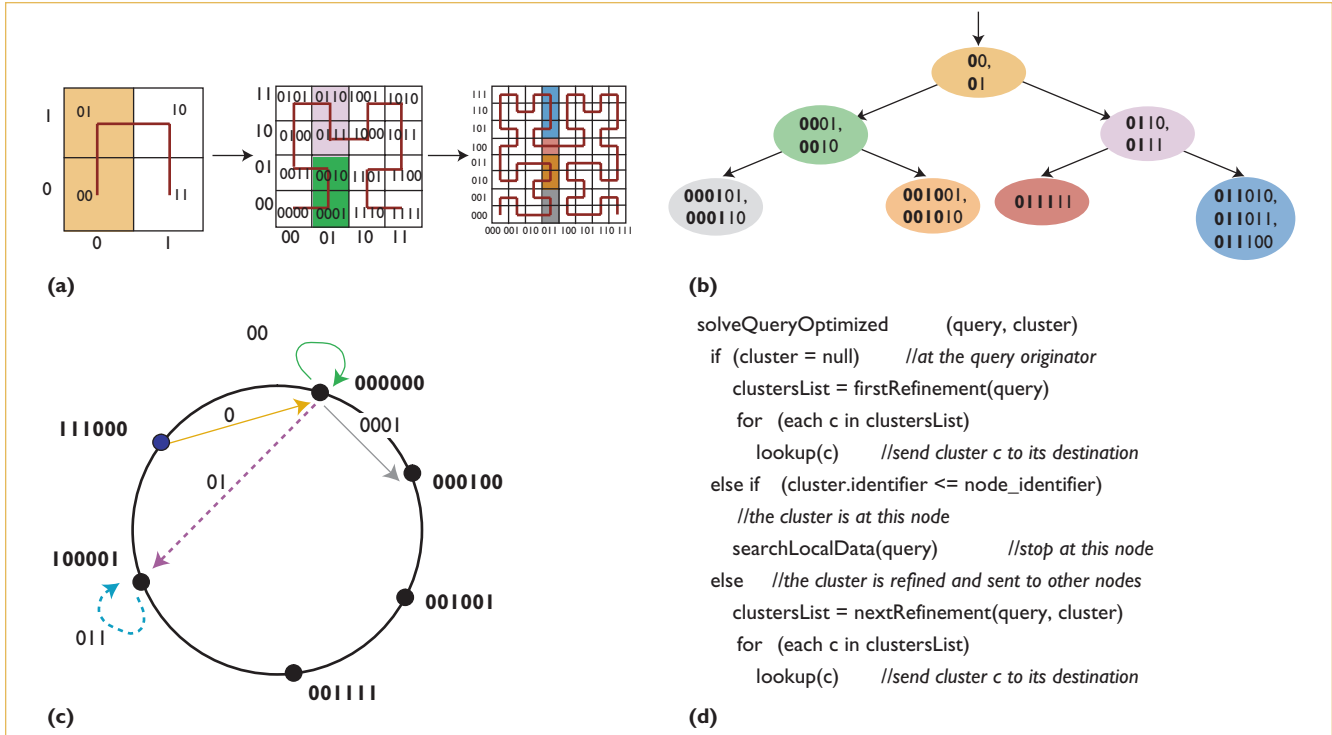 1
01
10
0
00
11
0 1
11 0101 0110 1001 1010
10 0100 0111 1000 1011
01 0011 0010 1101 1100
00 0000 0001 1110 1111
00 01 10 11
111
110
101
100
011
010
001
000
000 001 010 011 100 101 110 111
(a)
00,
01
0001,
0010
0110,
0111
000101,
000110
001001,
001010
011111
011010,
011011,
011100
(b)
00
000000
0
0001
111000
01
000100
100001
011
001001
001111
(c)
solveQueryOptimized (query, cluster)
if (cluster = null) //at the query originator
clustersList = firstRefinement(query)
for (each c in clustersList)
lookup(c) //send cluster c to its destination
else if (cluster.identifier <= node_identifier)
//the cluster is at this node
searchLocalData(query) //stop at this node
else //the cluster is refined and sent to other nodes
clustersList = nextRefinement(query, cluster)
for (each c in clustersList)
lookup(c) //send cluster c to its destination
(d)